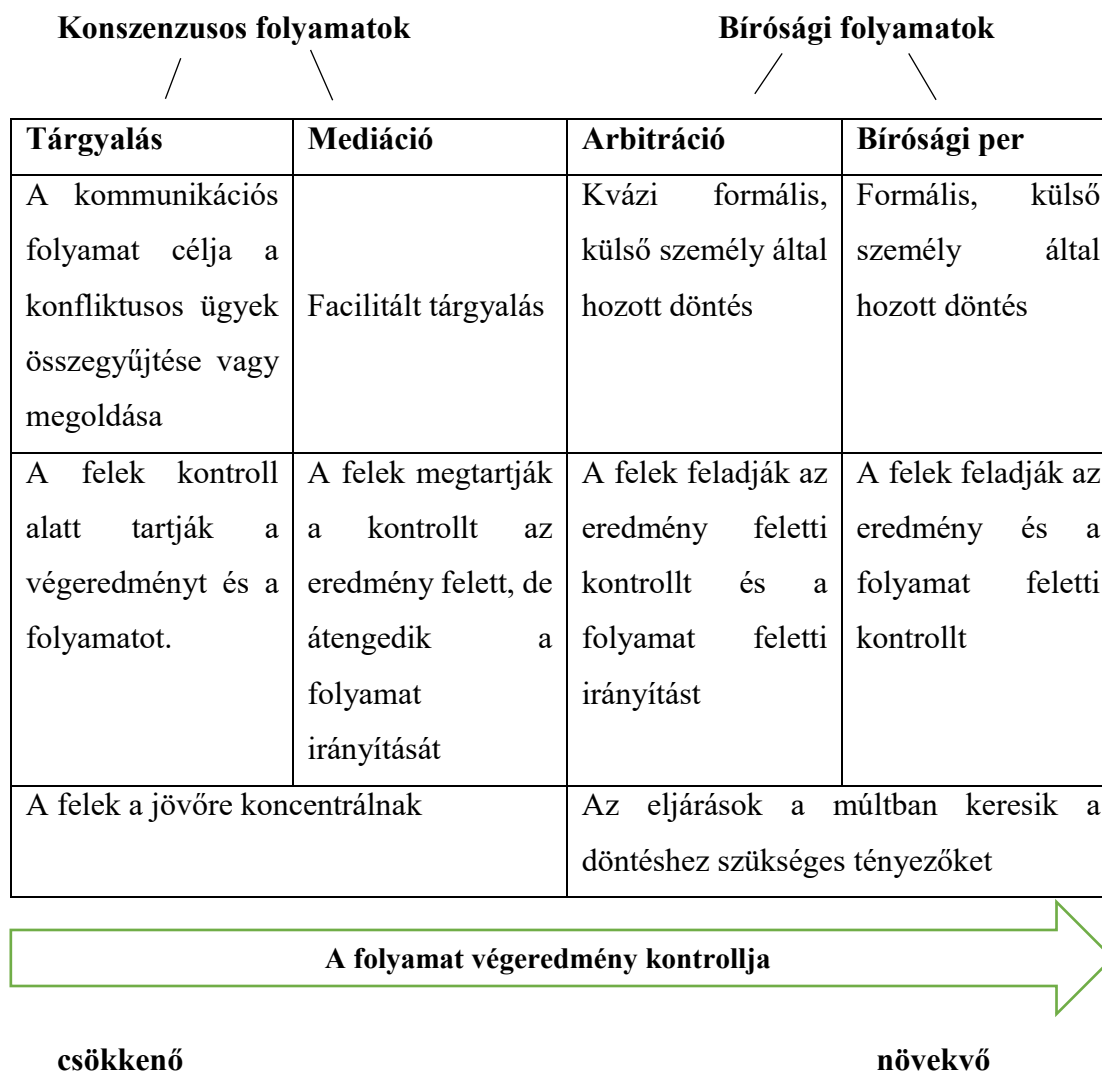 Konszenzusos folyamatok
Bírósági folyamatok
Tárgyalás
Mediáció
Arbitráció
Bírósági per
A kommunikációs
folyamat célja a
konfliktusos ügyek
összegyűjtése vagy
megoldása
Facilitált tárgyalás
Kvázi formális,
külső személy által
hozott döntés
Formális, külső
személy által
hozott döntés
A felek kontroll
alatt tartják a
végeredményt és a
folyamatot.
A felek megtartják
a kontrollt az
eredmény felett, de
átengedik a
folyamat
irányítását
A felek feladják az
eredmény feletti
kontrollt és a
folyamat feletti
irányítást
A felek feladják az
eredmény és a
folyamat feletti
kontrollt
A felek a jövőre koncentrálnak
Az eljárások a múltban keresik a
döntéshez szükséges tényezőket
A folyamat végeredmény kontrollja
csökkenő
növekvő